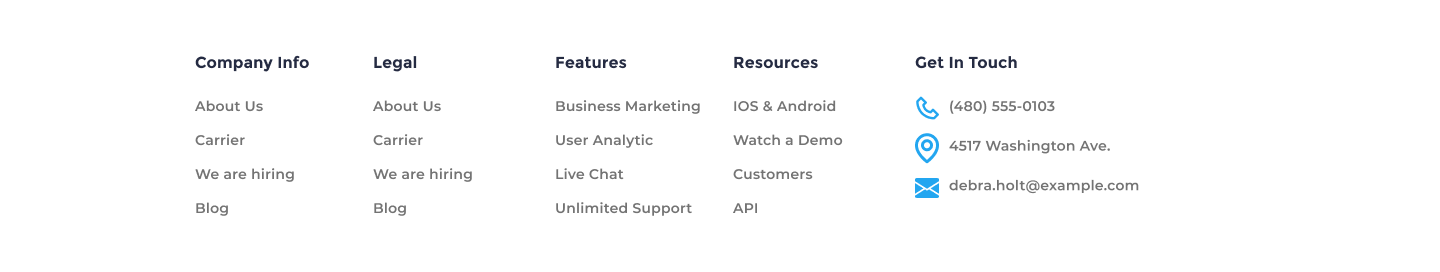 Company Info
About Us
Carrier
We are hiring
Blog
Legal
About Us
Carrier
We are hiring
Blog
Features
Business Marketing
User Analytic
Live Chat
Unlimited Support
Resources
IOS & Android
Watch a Demo
Customers
API
Get In Touch
(480) 555-0103
4517 Washington Ave.
debra.holt@example.com